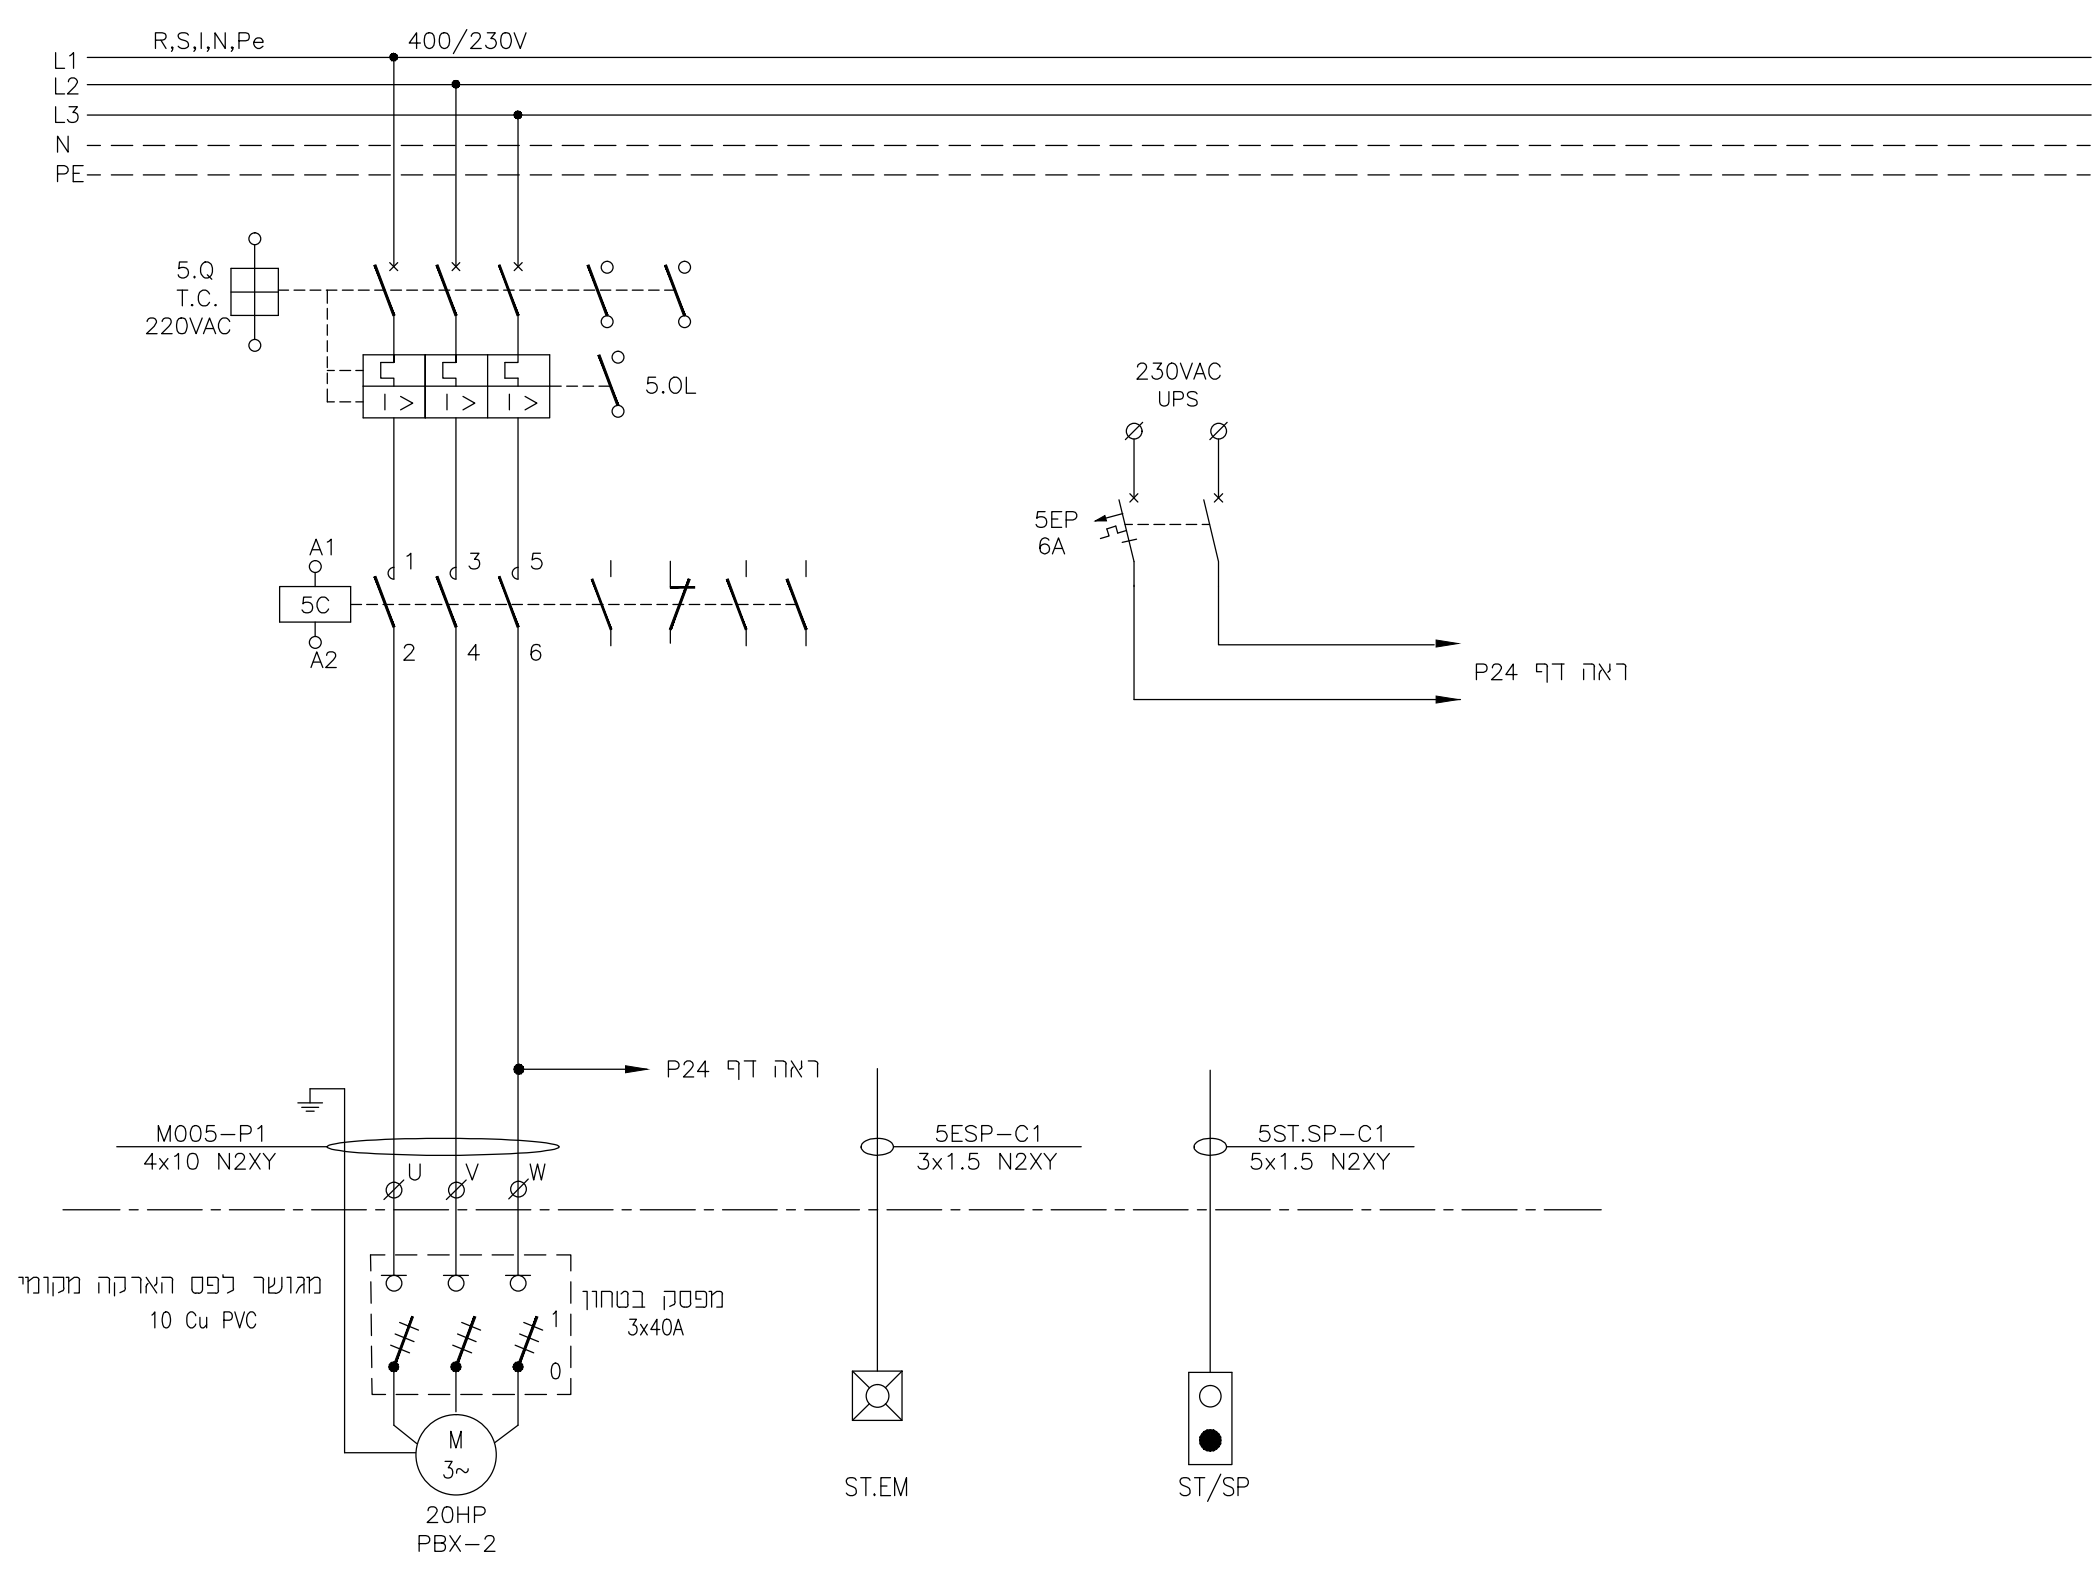 R,S,I,N,Pe
400/230V
L1
L2
L3
N
PE
5.Q
T.C.
220VAC
5.OL
I >
I >
I >
230VAC
UPS
5EP
6A
A1
5C
A2
1
3
5
2
4
6
ראה דף P24
ראה דף P24
M005-P1
4x10 N2XY
U
V
W
5ESP-C1
3x1.5 N2XY
5ST.SP-C1
5x1.5 N2XY
מגושר לפס הארקה מקומי
10 Cu PVC
מפסק בטחון
3x40A
1
0
M
3~
20HP
PBX-2
ST.EM
ST/SP